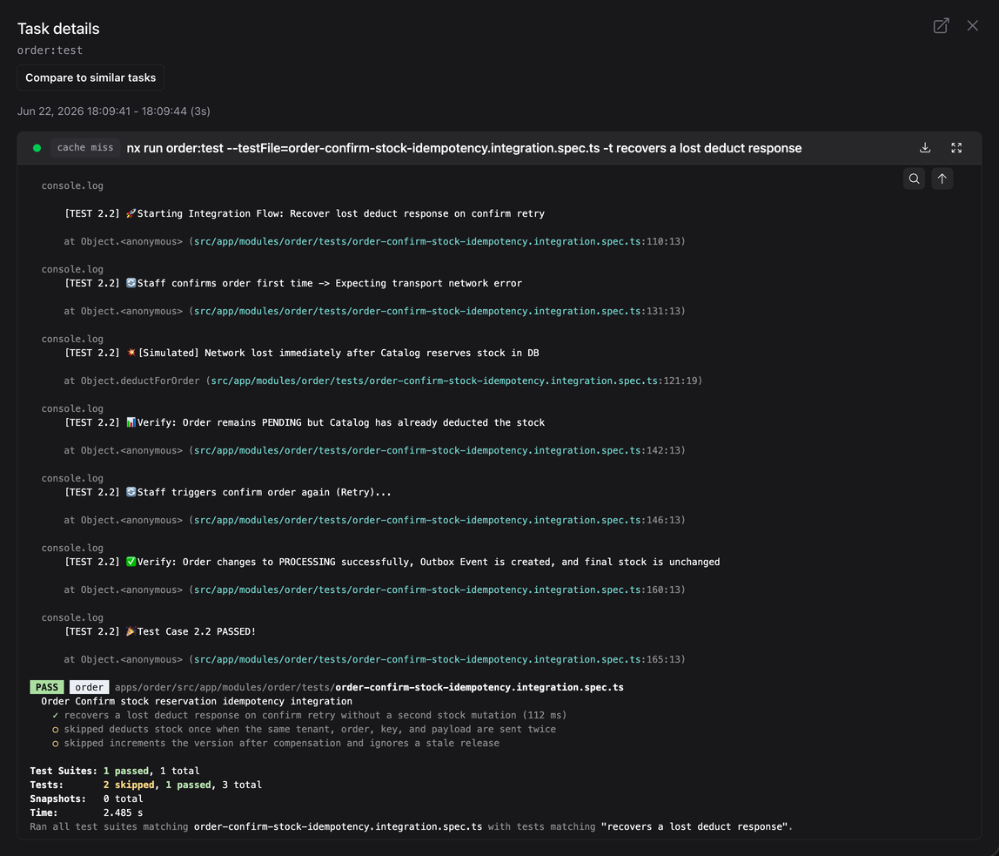 Task details
order:test
Compare to similar tasks
Jun 22, 2026 18:09:41 - 18:09:44 (3s)
cache miss nx run order:test --testFile=order-confirm-stock-idempotency.integration.spec.ts -t recovers a lost deduct response
console.log
[TEST 2.2] 🚀Starting Integration Flow: Recover lost deduct response on confirm retry
at Object.<anonymous> (src/app/modules/order/tests/order-confirm-stock-idempotency.integration.spec.ts:110:13)
console.log
[TEST 2.2] 🔄Staff confirms order first time -> Expecting transport network error
at Object.<anonymous> (src/app/modules/order/tests/order-confirm-stock-idempotency.integration.spec.ts:131:13)
console.log
[TEST 2.2] 💥[Simulated] Network lost immediately after Catalog reserves stock in DB
at Object.deductForOrder (src/app/modules/order/tests/order-confirm-stock-idempotency.integration.spec.ts:121:19)
console.log
[TEST 2.2] 📊Verify: Order remains PENDING but Catalog has already deducted the stock
at Object.<anonymous> (src/app/modules/order/tests/order-confirm-stock-idempotency.integration.spec.ts:142:13)
console.log
[TEST 2.2] 🔄Staff triggers confirm order again (Retry)...
at Object.<anonymous> (src/app/modules/order/tests/order-confirm-stock-idempotency.integration.spec.ts:146:13)
console.log
[TEST 2.2] ✅Verify: Order changes to PROCESSING successfully, Outbox Event is created, and final stock is unchanged
at Object.<anonymous> (src/app/modules/order/tests/order-confirm-stock-idempotency.integration.spec.ts:160:13)
console.log
[TEST 2.2] 🎉Test Case 2.2 PASSED!
at Object.<anonymous> (src/app/modules/order/tests/order-confirm-stock-idempotency.integration.spec.ts:165:13)
PASS order apps/order/src/app/modules/order/tests/order-confirm-stock-idempotency.integration.spec.ts
Order Confirm stock reservation idempotency integration
✓ recovers a lost deduct response on confirm retry without a second stock mutation (112 ms)
○ skipped deducts stock once when the same tenant, order, key, and payload are sent twice
○ skipped increments the version after compensation and ignores a stale release
Test Suites: 1 passed, 1 total
Tests: 2 skipped, 1 passed, 3 total
Snapshots: 0 total
Time: 2.485 s
Ran all test suites matching order-confirm-stock-idempotency.integration.spec.ts with tests matching "recovers a lost deduct response".